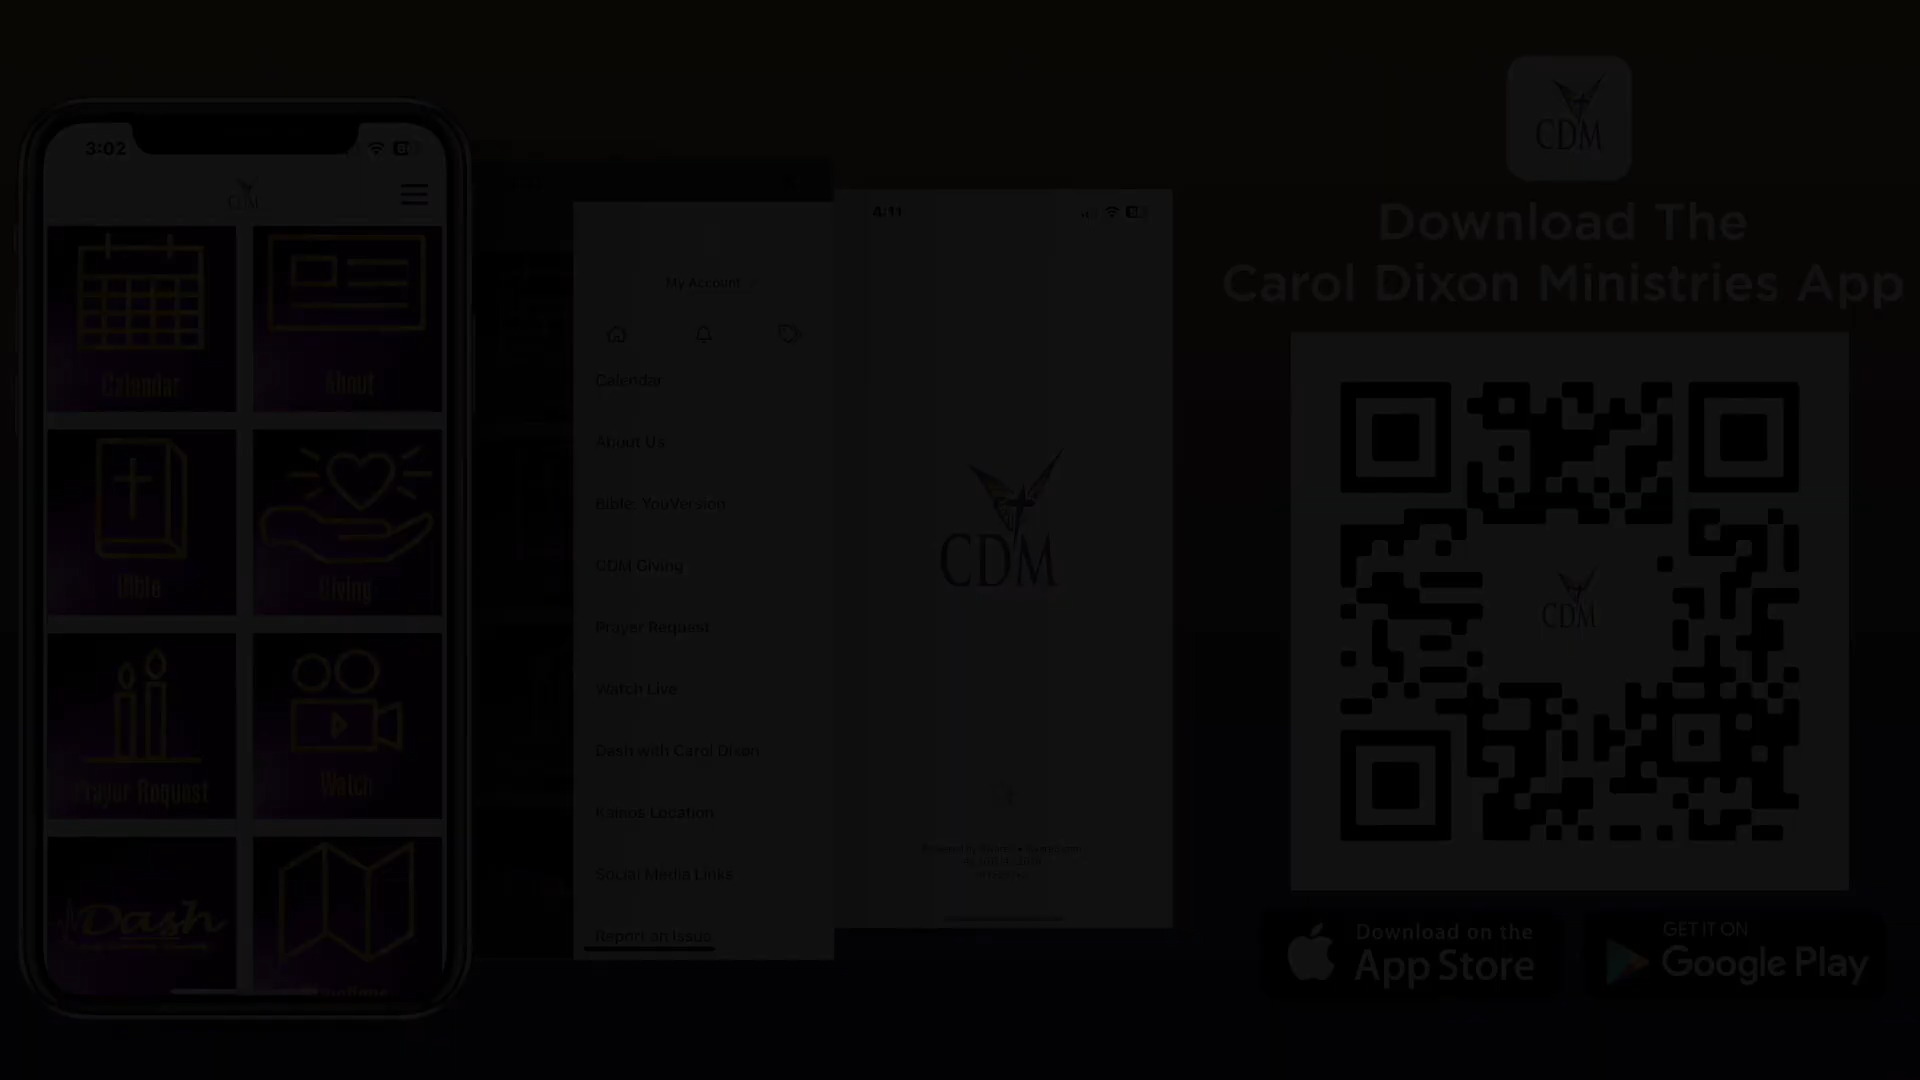 3:02
CDM
Calendar
About
Bible
Giving
Prayer Request
Watch
Dash
My Account
Calendar
About Us
Bible: YouVersion
CDM Giving
Prayer Request
Watch Live
Dash with Carol Dixon
Kairos Location
Social Media Links
Report an Issue
4:11
CDM
CDM
Download The
Carol Dixon Ministries App
CDM
Download on the
App Store
GET IT ON
Google Play